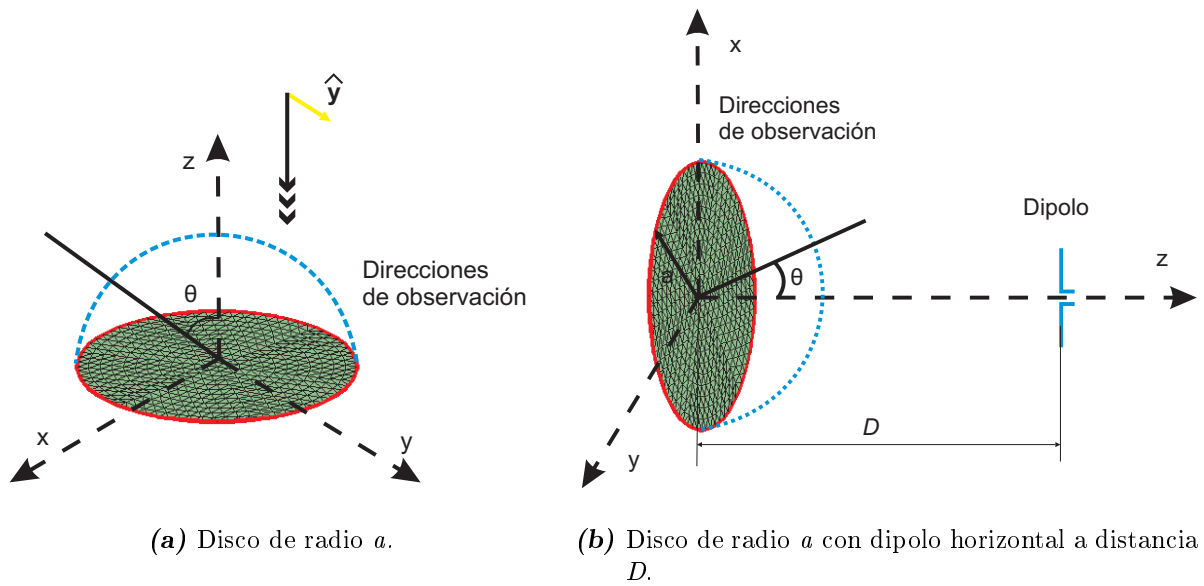 ŷ
z
Direcciones
de observación
θ
x
y
(a) Disco de radio a.
x
Direcciones
de observación
Dipolo
a
θ
z
D
y
(b) Disco de radio a con dipolo horizontal a distancia
D.